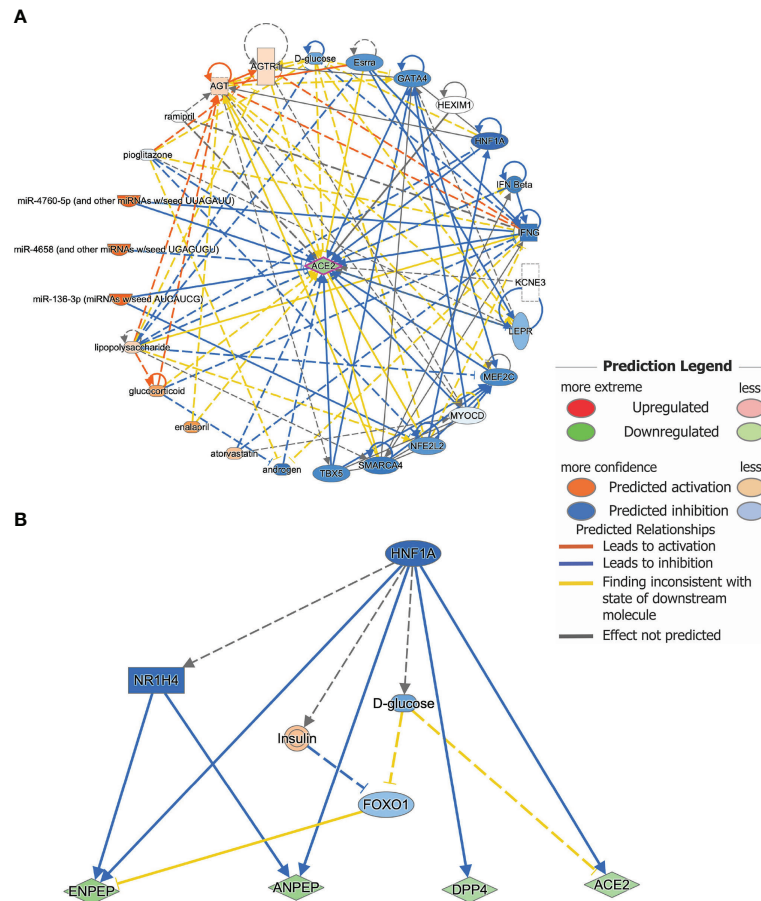 A
D-glucose
Esrra
AGTR
GATA4
AGT
HEXIM1
ramipril
HNF1A
pioglitazone
IFN Beta
miR-4760-5p (and other miRNAs w/seed UUAGAUU)
IFNG
miR-4658 (and other miRNAs w/seed UGAGUGU)
ACE2
KCNE3
miR-136-3p (miRNAs w/seed AUCAUCG)
LEPR
lipopolysaccharide
MEF2C
glucocorticoid
MYOCD
enalapril
NFE2L2
atorvastatin
SMARCA4
androgen
TBX5
Prediction Legend
more extreme
less
Upregulated
Downregulated
more confidence
less
Predicted activation
Predicted inhibition
Predicted Relationships
Leads to activation
Leads to inhibition
Finding inconsistent with
state of downstream
molecule
Effect not predicted
B
HNF1A
NR1H4
D-glucose
Insulin
FOXO1
ENPEP
ANPEP
DPP4
ACE2